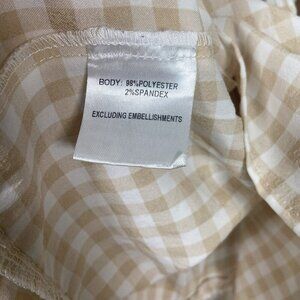 BODY: 98%POLYESTER
2%SPANDEX
EXCLUDING EMBELLISHMENTS